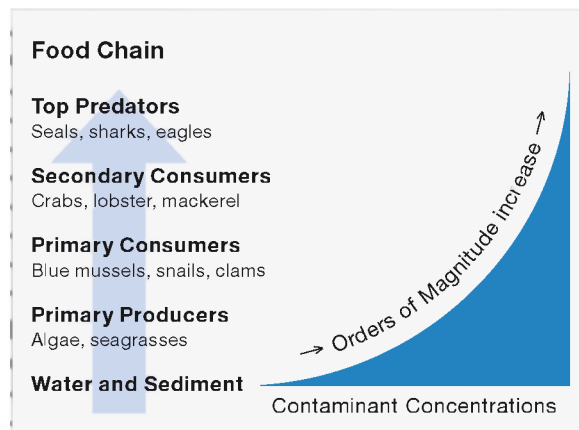 Food Chain
Top Predators
Seals, sharks, eagles
Secondary Consumers
Crabs, lobster, mackerel
Primary Consumers
Blue mussels, snails, clams
Primary Producers
Algae, seagrasses
Water and Sediment
→ Orders of Magnitude increase →
Contaminant Concentrations